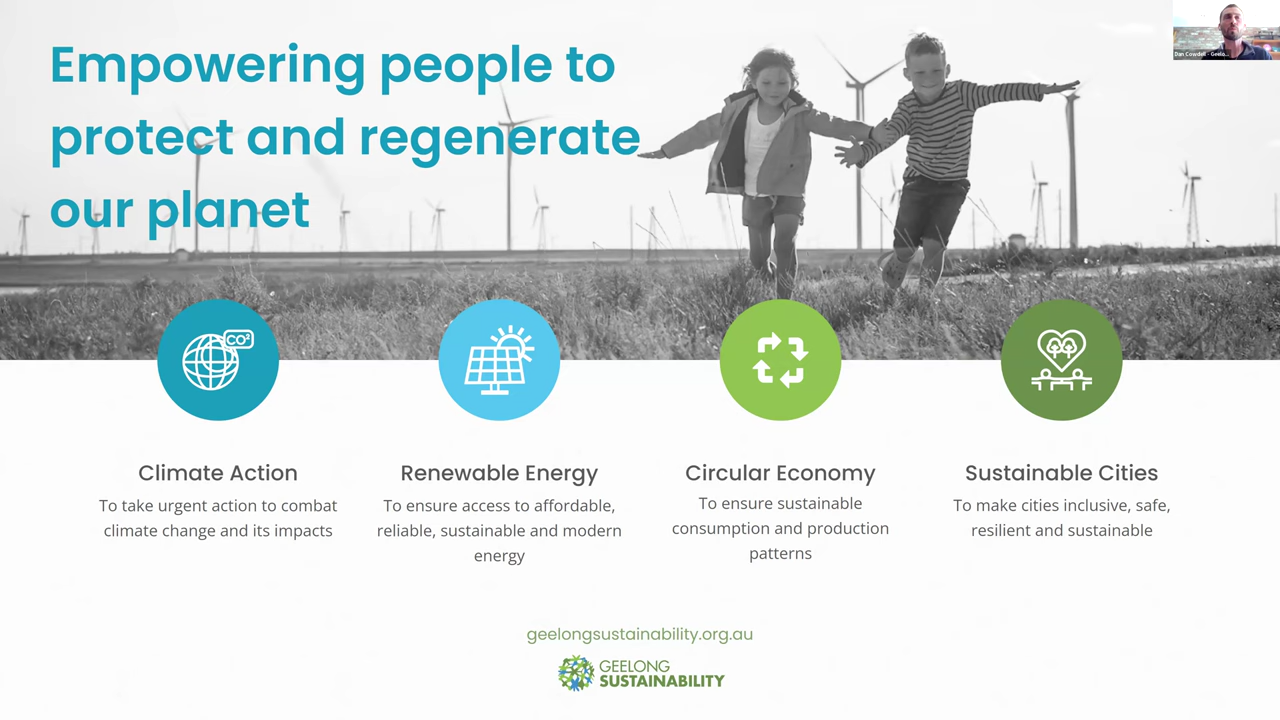 Empowering people to
protect and regenerate
our planet
Dan Cowdell - Geelo...
CO²
Climate Action
To take urgent action to combat
climate change and its impacts
Renewable Energy
To ensure access to affordable,
reliable, sustainable and modern
energy
Circular Economy
To ensure sustainable
consumption and production
patterns
Sustainable Cities
To make cities inclusive, safe,
resilient and sustainable
geelongsustainability.org.au
GEELONG
SUSTAINABILITY